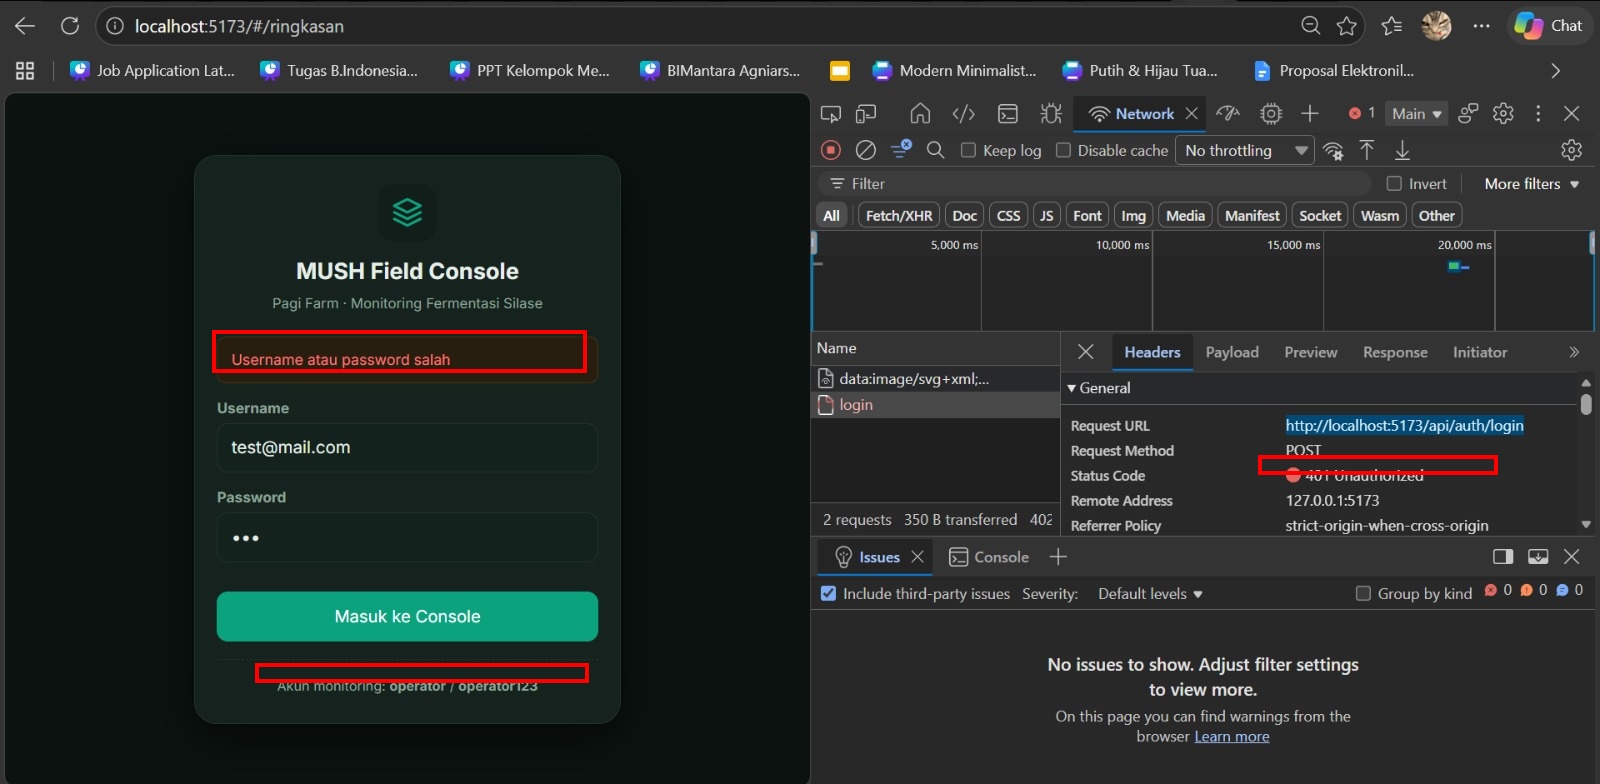 localhost:5173/#/ringkasan
Chat
Job Application Lat...
Tugas B.Indonesia...
PPT Kelompok Me...
BIMantara Agniars...
Modern Minimalist...
Putih & Hijau Tua...
Proposal Elektronil...
MUSH Field Console
Pagi Farm · Monitoring Fermentasi Silase
Username atau password salah
Username
test@mail.com
Password
Masuk ke Console
Akun monitoring: operator / operator123
Network
1
Main
Keep log
Disable cache
No throttling
Filter
Invert
More filters
All
Fetch/XHR
Doc
CSS
JS
Font
Img
Media
Manifest
Socket
Wasm
Other
5,000 ms
10,000 ms
15,000 ms
20,000 ms
Name
data:image/svg+xml;...
login
2 requests 350 B transferred 402
Headers
Payload
Preview
Response
Initiator
General
Request URL http://localhost:5173/api/auth/login
Request Method POST
Status Code 401 Unauthorized
Remote Address 127.0.0.1:5173
Referrer Policy strict-origin-when-cross-origin
Issues
Console
Include third-party issues
Severity:
Default levels
Group by kind
0
0
0
No issues to show. Adjust filter settings
to view more.
On this page you can find warnings from the
browser Learn more